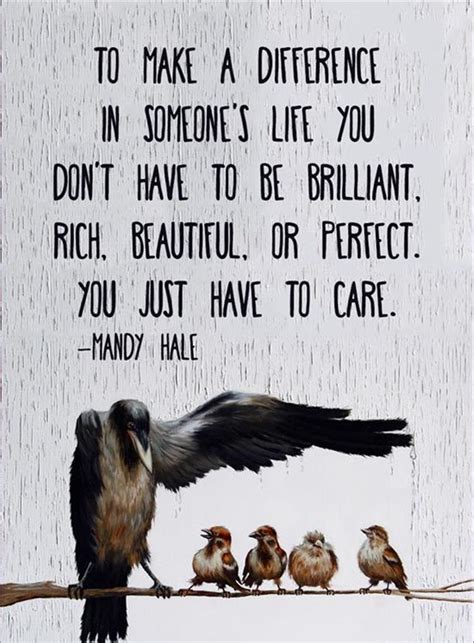 TO MAKE A DIFFERENCE
IN SOMEONE'S LIFE YOU
DON'T HAVE TO BE BRILLIANT,
RICH, BEAUTIFUL, OR PERFECT.
YOU JUST HAVE TO CARE.
–MANDY HALE